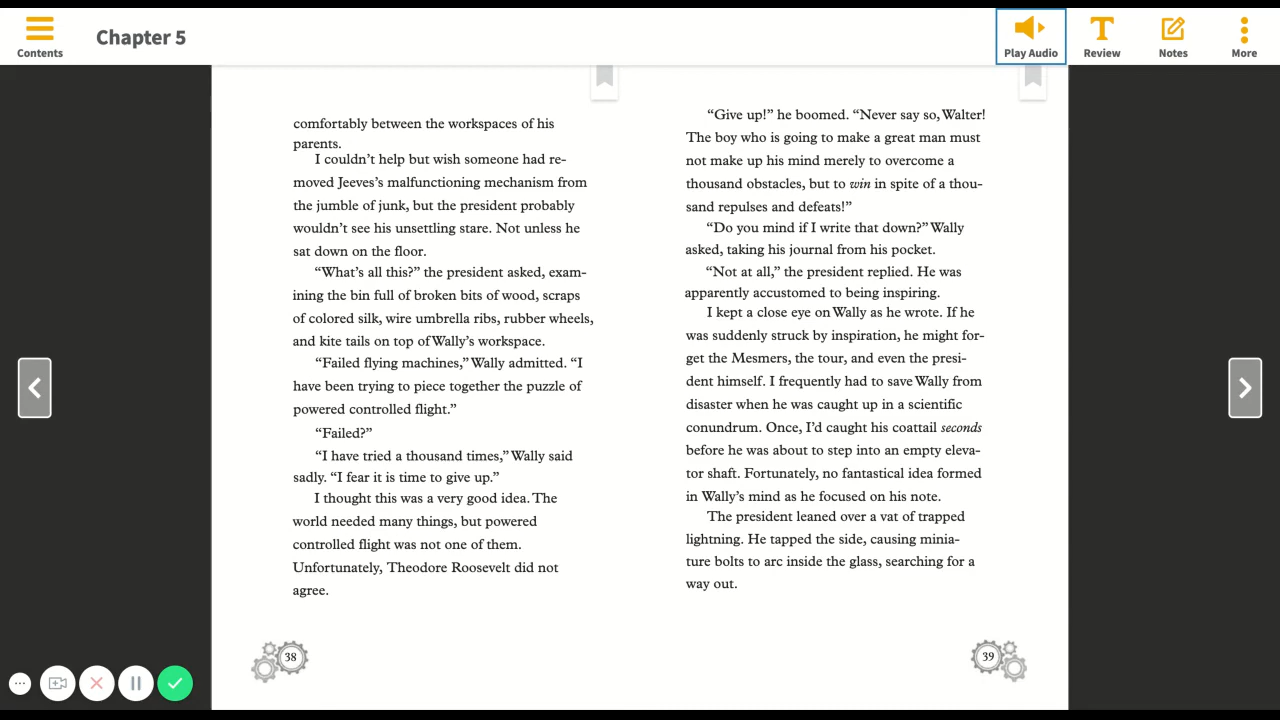 Contents
Chapter 5
Play Audio
Review
Notes
More
comfortably between the workspaces of his
parents.
I couldn’t help but wish someone had re-
moved Jeeves’s malfunctioning mechanism from
the jumble of junk, but the president probably
wouldn’t see his unsettling stare. Not unless he
sat down on the floor.
“What’s all this?” the president asked, exam-
ining the bin full of broken bits of wood, scraps
of colored silk, wire umbrella ribs, rubber wheels,
and kite tails on top of Wally’s workspace.
“Failed flying machines,” Wally admitted. “I
have been trying to piece together the puzzle of
powered controlled flight.”
“Failed?”
“I have tried a thousand times,” Wally said
sadly. “I fear it is time to give up.”
I thought this was a very good idea. The
world needed many things, but powered
controlled flight was not one of them.
Unfortunately, Theodore Roosevelt did not
agree.
38
“Give up!” he boomed. “Never say so, Walter!
The boy who is going to make a great man must
not make up his mind merely to overcome a
thousand obstacles, but to win in spite of a thou-
sand repulses and defeats!”
“Do you mind if I write that down?” Wally
asked, taking his journal from his pocket.
“Not at all,” the president replied. He was
apparently accustomed to being inspiring.
I kept a close eye on Wally as he wrote. If he
was suddenly struck by inspiration, he might for-
get the Mesmers, the tour, and even the presi-
dent himself. I frequently had to save Wally from
disaster when he was caught up in a scientific
conundrum. Once, I’d caught his coattail seconds
before he was about to step into an empty eleva-
tor shaft. Fortunately, no fantastical idea formed
in Wally’s mind as he focused on his note.
The president leaned over a vat of trapped
lightning. He tapped the side, causing minia-
ture bolts to arc inside the glass, searching for a
way out.
39